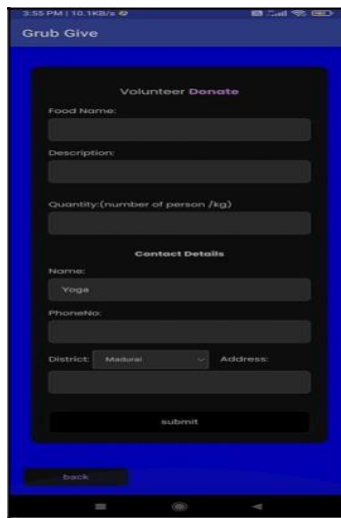 3:55 PM | 10.1KB/s
Grub Give
Volunteer Donate
Food Name:
Description:
Quantity:(number of person /kg)
Contact Details
Name:
Yoga
PhoneNo:
District: Madurai Address:
submit
back